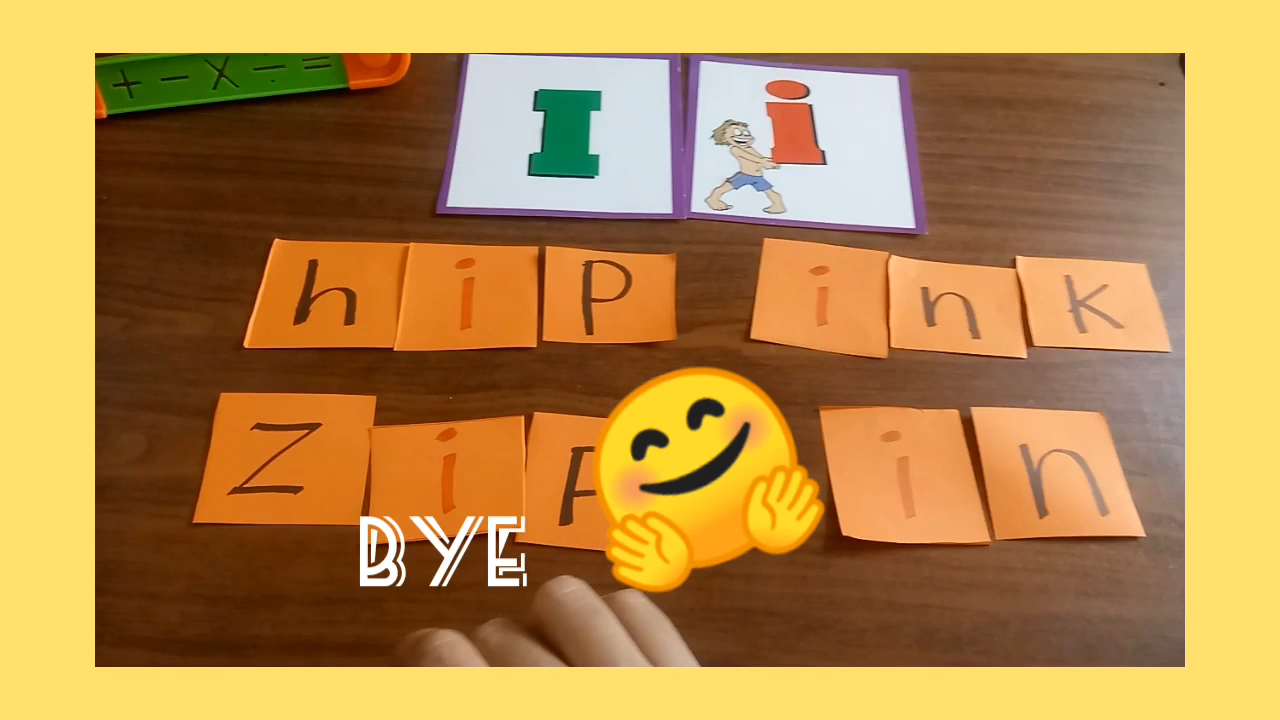 + - X ÷ =
I i
hip ink
zip in
BYE